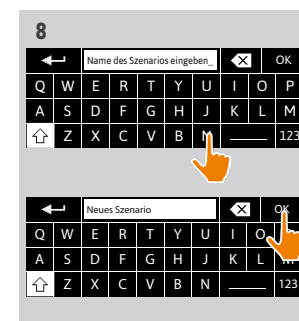 8
Name des Szenarios eingeben_ OK
Q W E R T Y U I O P
A S D F G H J K L M
Z X C V B N 123
Neues Szenario OK
Q W E R T Y U I O
A S D F G H J K L M
Z X C V B N 123